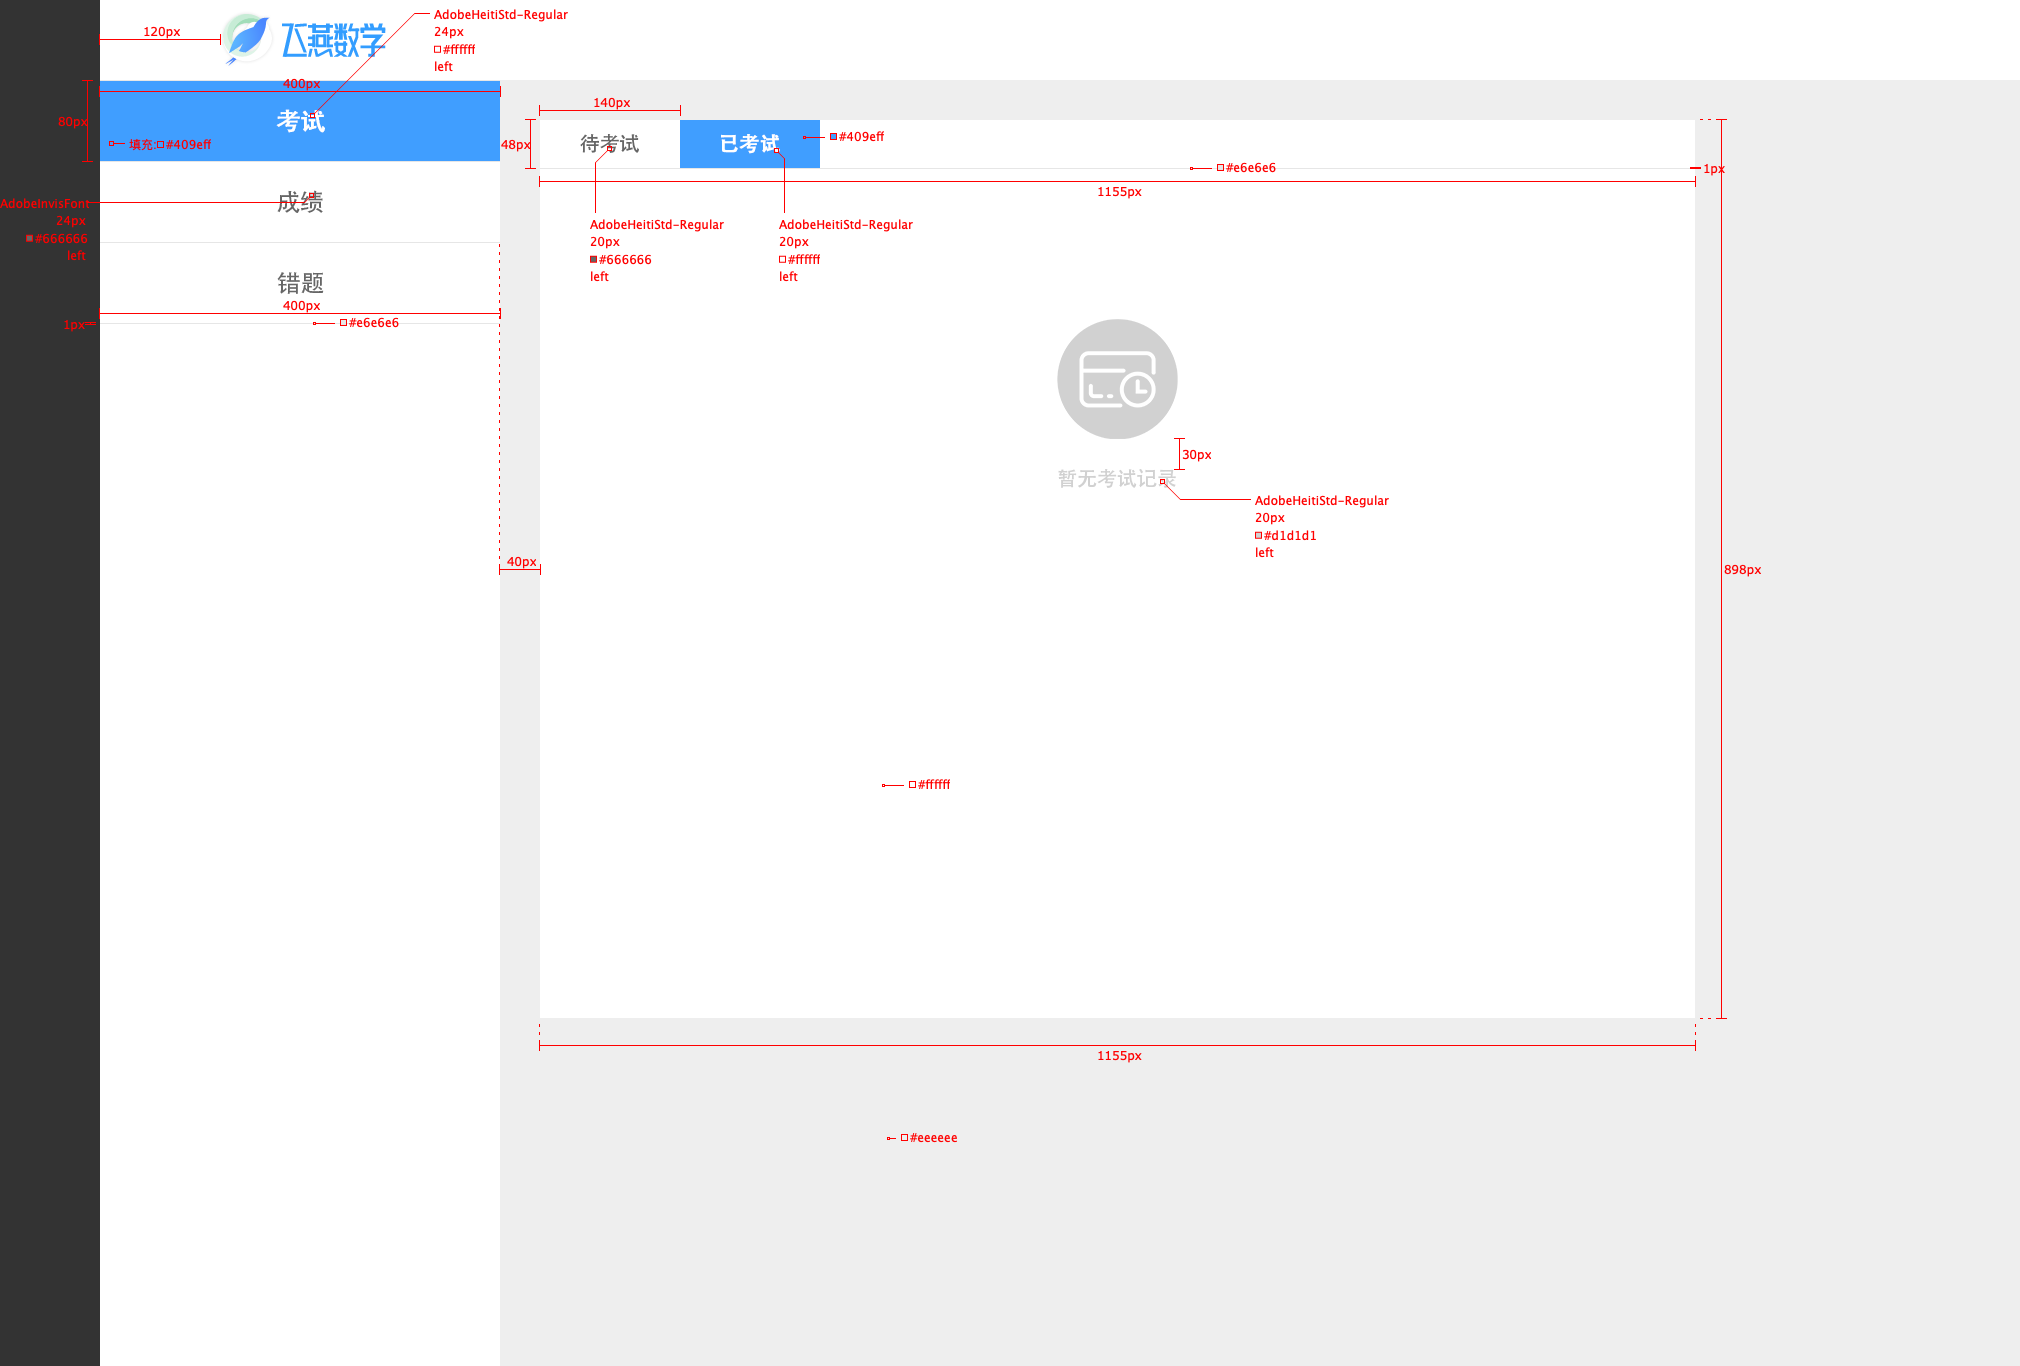 120px
飞燕数学
AdobeHeitiStd-Regular
24px
#ffffff
left
400px
80px
考试
填充:#409eff
140px
48px
待考试
已考试
#409eff
#e6e6e6
1px
1155px
成绩
AdobeInvisFont
24px
#666666
left
AdobeHeitiStd-Regular
20px
#666666
left
AdobeHeitiStd-Regular
20px
#ffffff
left
错题
400px
1px
#e6e6e6
30px
暂无考试记录
AdobeHeitiStd-Regular
20px
#d1d1d1
left
40px
898px
#ffffff
1155px
#eeeeee